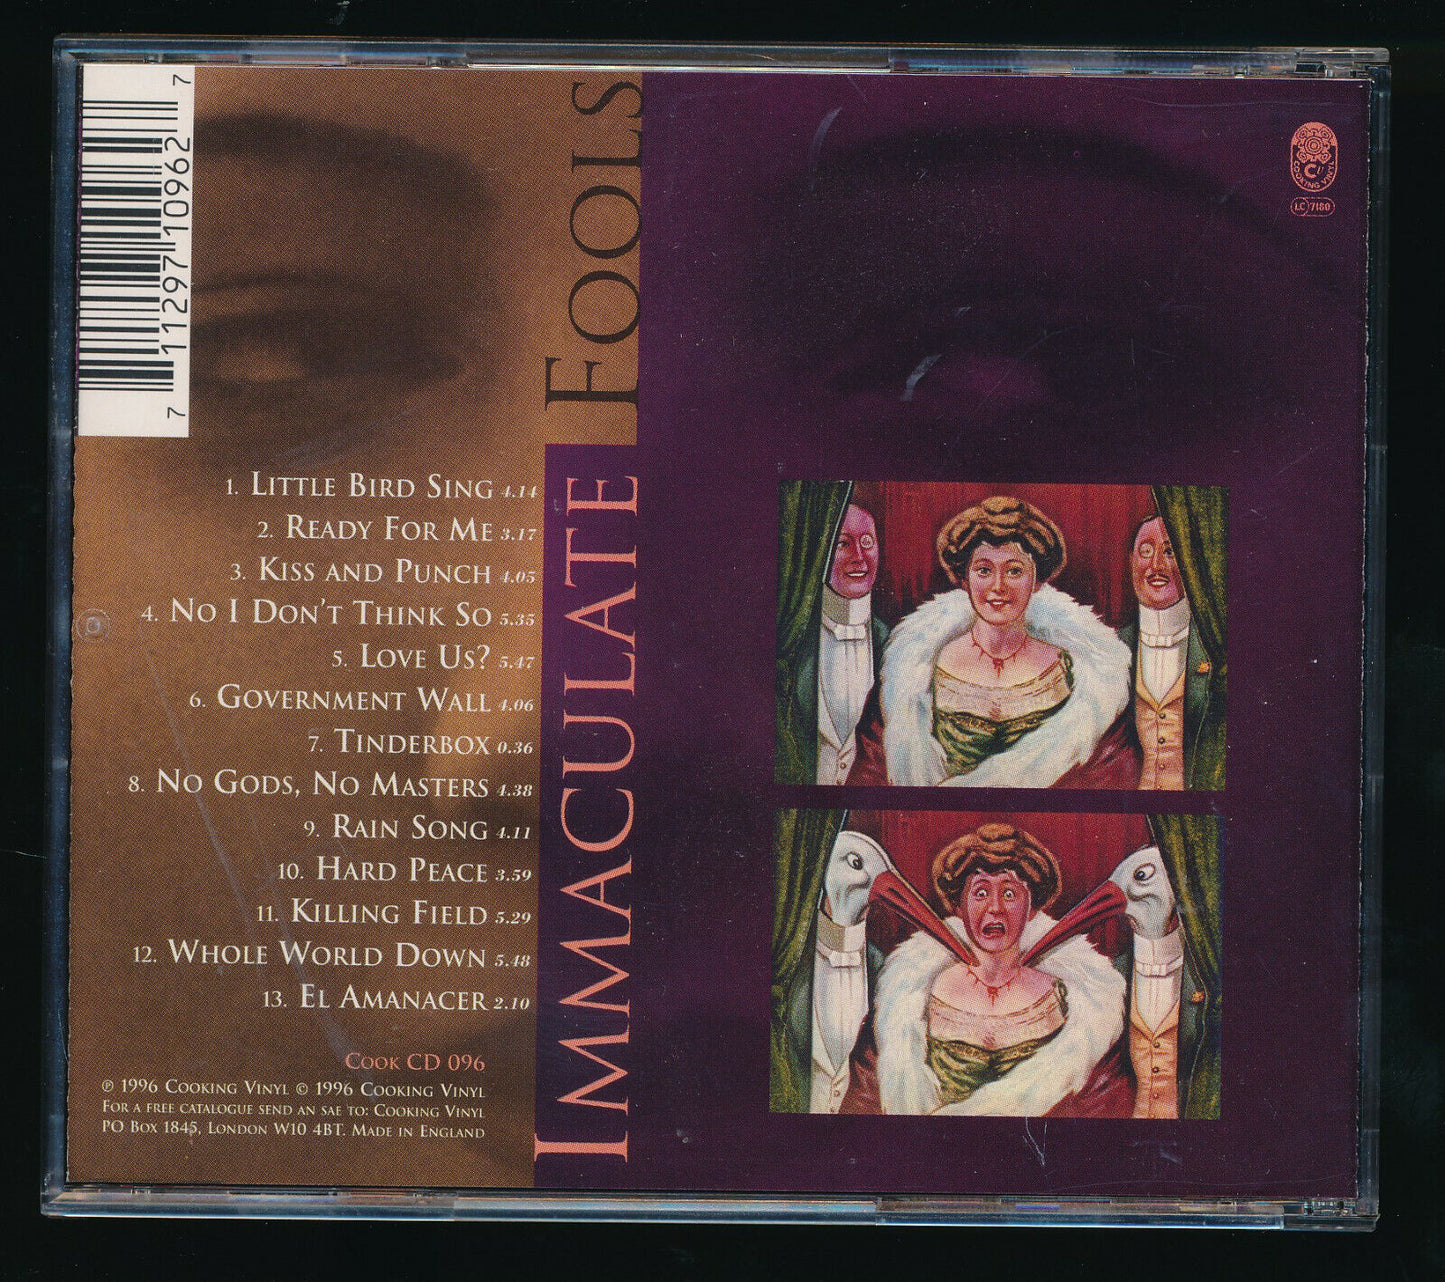 7 11297 10962 7
FOOLS
IMMACULATE
1. LITTLE BIRD SING 4.14
2. READY FOR ME 3.17
3. KISS AND PUNCH 4.05
4. NO I DON'T THINK SO 5.35
5. LOVE US? 5.47
6. GOVERNMENT WALL 4.06
7. TINDERBOX 0.36
8. NO GODS, NO MASTERS 4.38
9. RAIN SONG 4.11
10. HARD PEACE 3.59
11. KILLING FIELD 5.29
12. WHOLE WORLD DOWN 5.48
13. EL AMANACER 2.10
COOK CD 096
℗ 1996 COOKING VINYL © 1996 COOKING VINYL
FOR A FREE CATALOGUE SEND AN SAE TO: COOKING VINYL
PO BOX 1845, LONDON W10 4BT. MADE IN ENGLAND
CV
COOKING VINYL
LC 7180